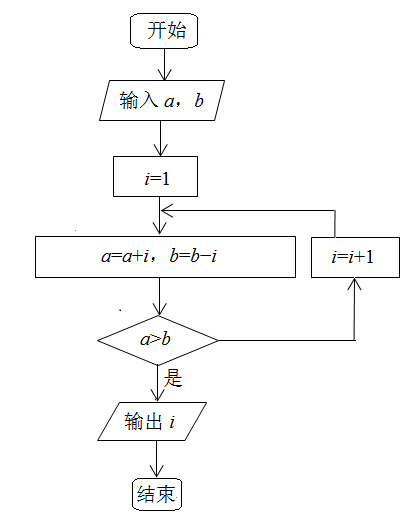 开始
输入 a，b
i=1
a=a+i，b=b−i
i=i+1
a>b
是
输出 i
结束